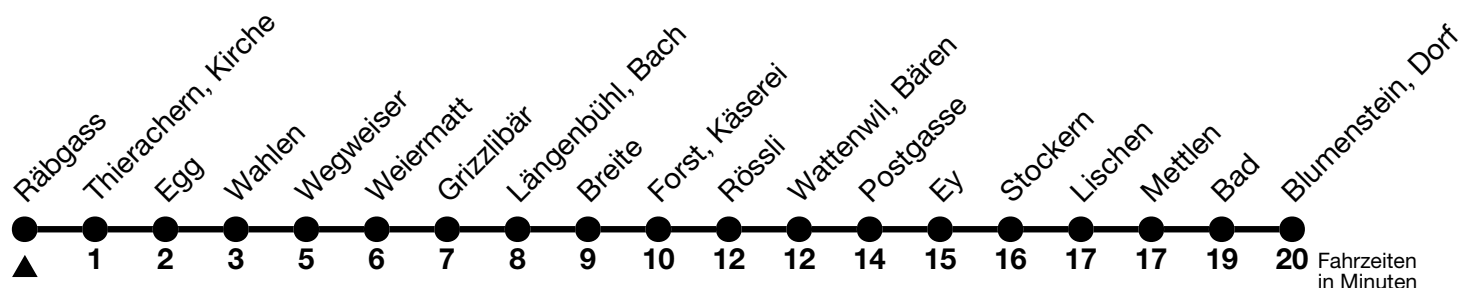 Räbgass
Thierachern, Kirche
Egg
Wahlen
Wegweiser
Weiermatt
Grizzlibär
Längenbühl, Bach
Breite
Forst, Käserei
Rössli
Wattenwil, Bären
Postgasse
Ey
Stockern
Lischen
Mettlen
Bad
Blumenstein, Dorf
1 2 3 5 6 7 8 9 10 12 12 14 15 16 17 17 19 20 Fahrzeiten
in Minuten